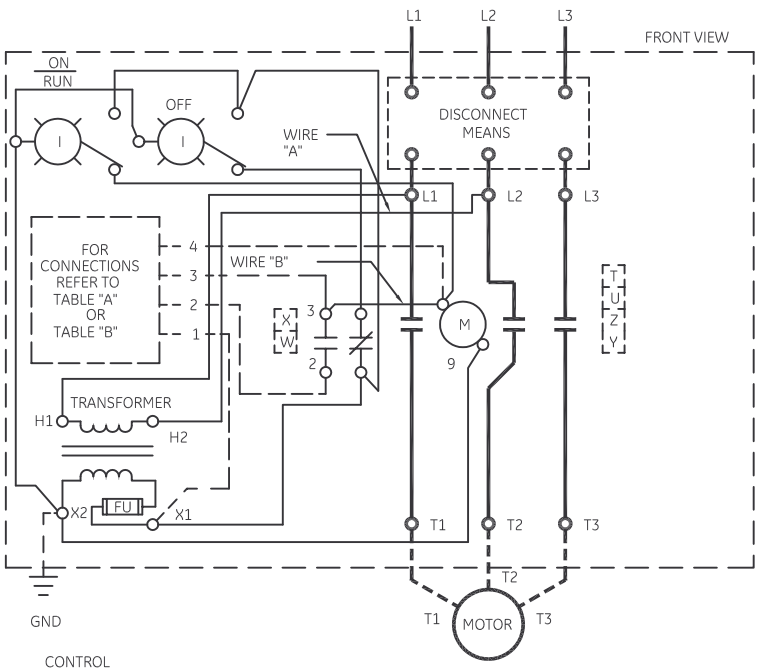 L1 L2 L3
FRONT VIEW
ON
RUN
OFF
DISCONNECT
MEANS
I I
WIRE
"A"
L1 L2 L3
FOR
CONNECTIONS
REFER TO
TABLE "A"
OR
TABLE "B"
4
3
2
1
WIRE "B"
T
U
Z
Y
X
W
3
2
M
9
TRANSFORMER
H1
H2
FU
X2
X1
T1 T2 T3
T2
T1
T3
MOTOR
GND
CONTROL